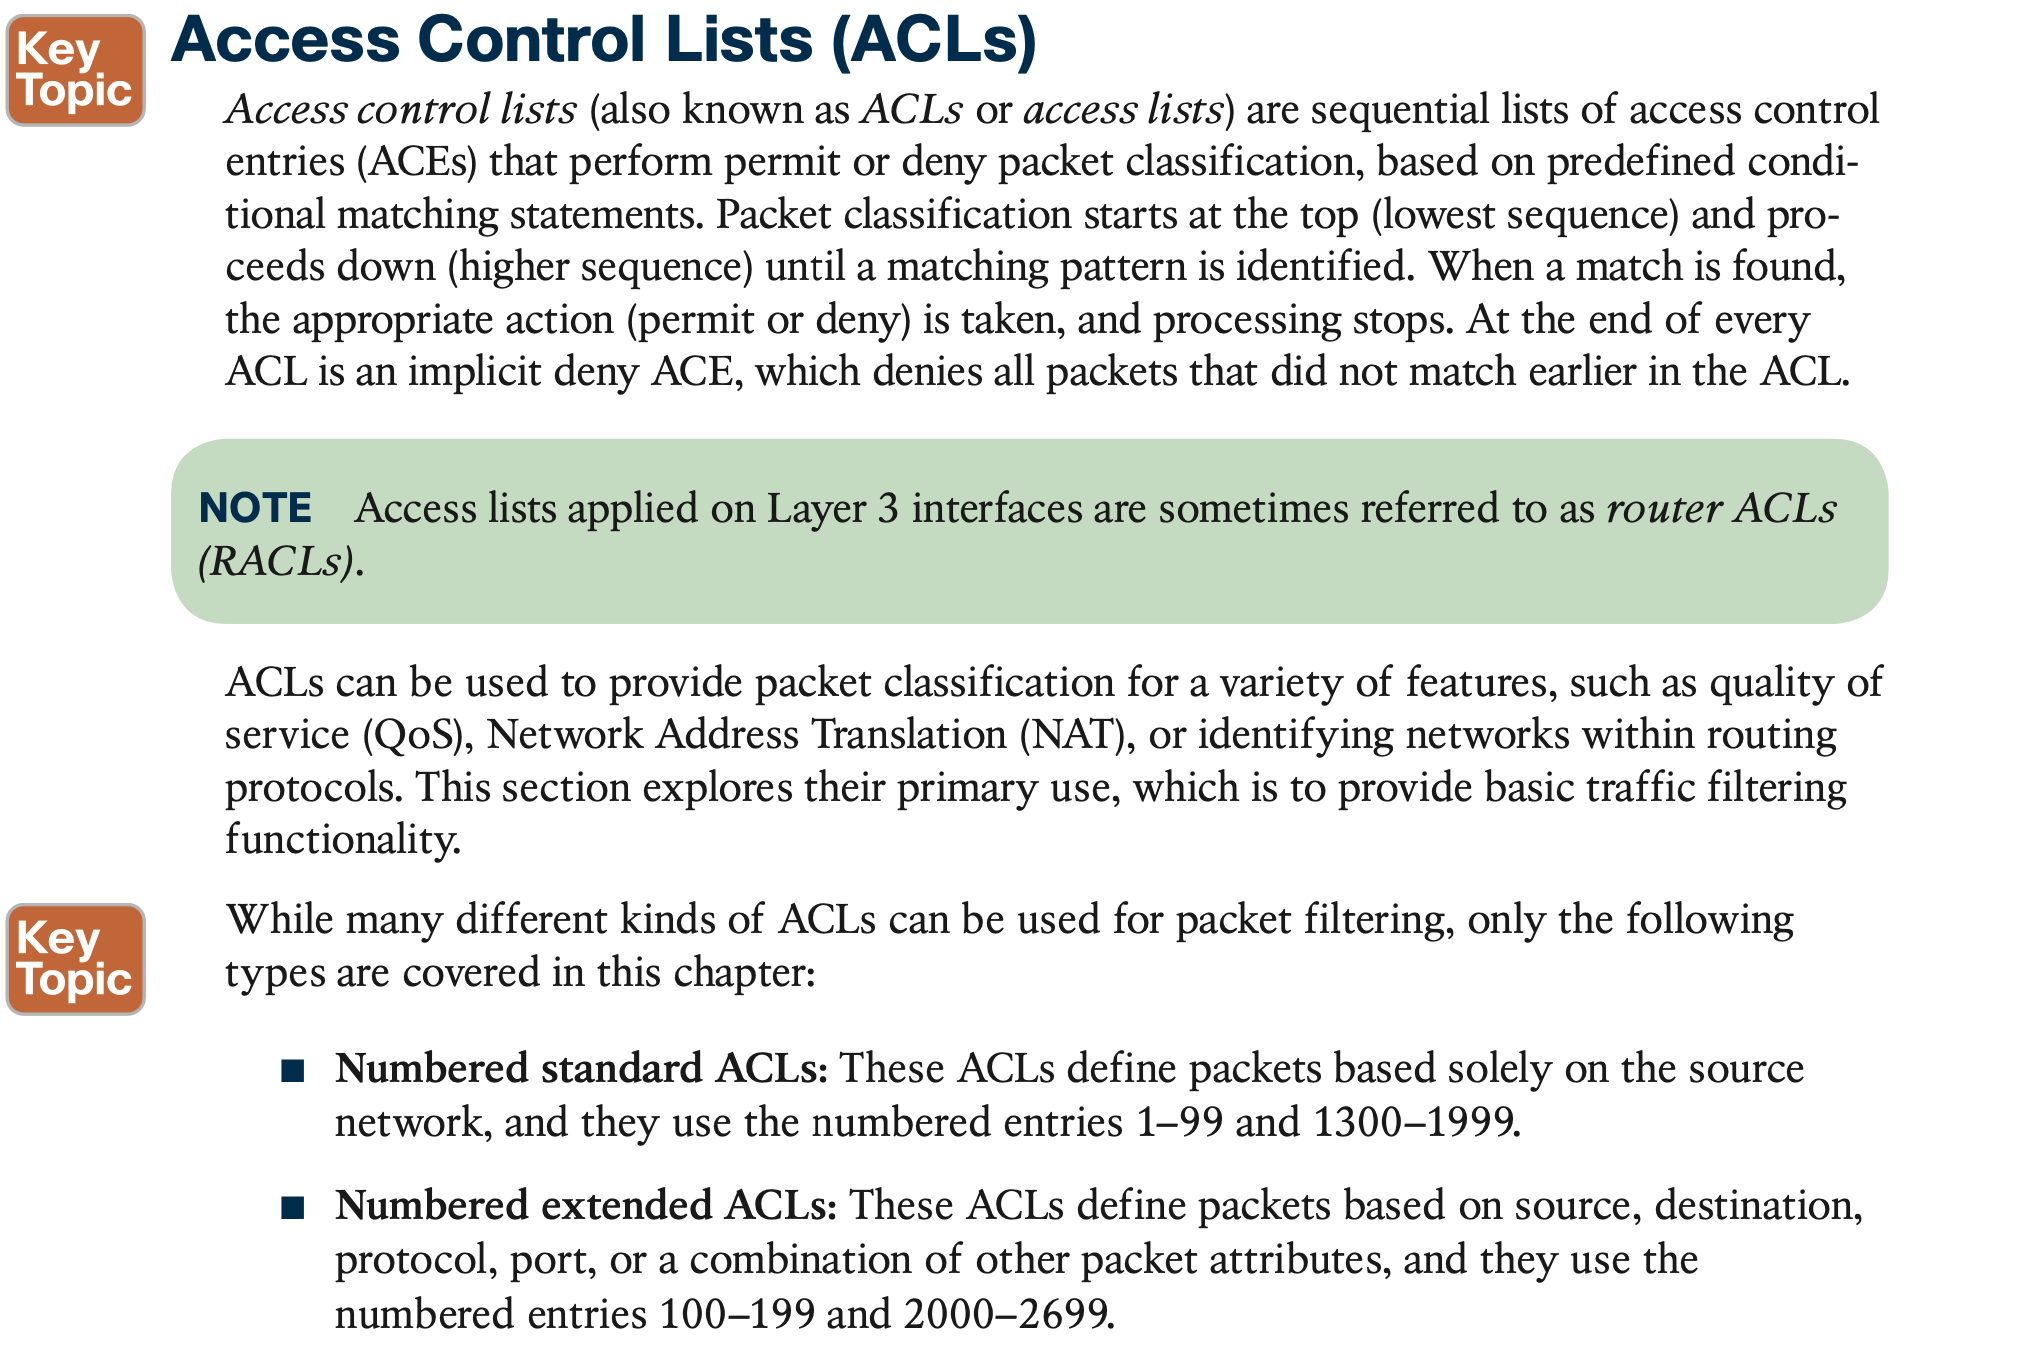 Key
Topic
Access Control Lists (ACLs)
Access control lists (also known as ACLs or access lists) are sequential lists of access control
entries (ACEs) that perform permit or deny packet classification, based on predefined condi-
tional matching statements. Packet classification starts at the top (lowest sequence) and pro-
ceeds down (higher sequence) until a matching pattern is identified. When a match is found,
the appropriate action (permit or deny) is taken, and processing stops. At the end of every
ACL is an implicit deny ACE, which denies all packets that did not match earlier in the ACL.
NOTE Access lists applied on Layer 3 interfaces are sometimes referred to as router ACLs
(RACLs).
ACLs can be used to provide packet classification for a variety of features, such as quality of
service (QoS), Network Address Translation (NAT), or identifying networks within routing
protocols. This section explores their primary use, which is to provide basic traffic filtering
functionality.
Key
Topic
While many different kinds of ACLs can be used for packet filtering, only the following
types are covered in this chapter:
■ Numbered standard ACLs: These ACLs define packets based solely on the source
network, and they use the numbered entries 1–99 and 1300–1999.
■ Numbered extended ACLs: These ACLs define packets based on source, destination,
protocol, port, or a combination of other packet attributes, and they use the
numbered entries 100–199 and 2000–2699.